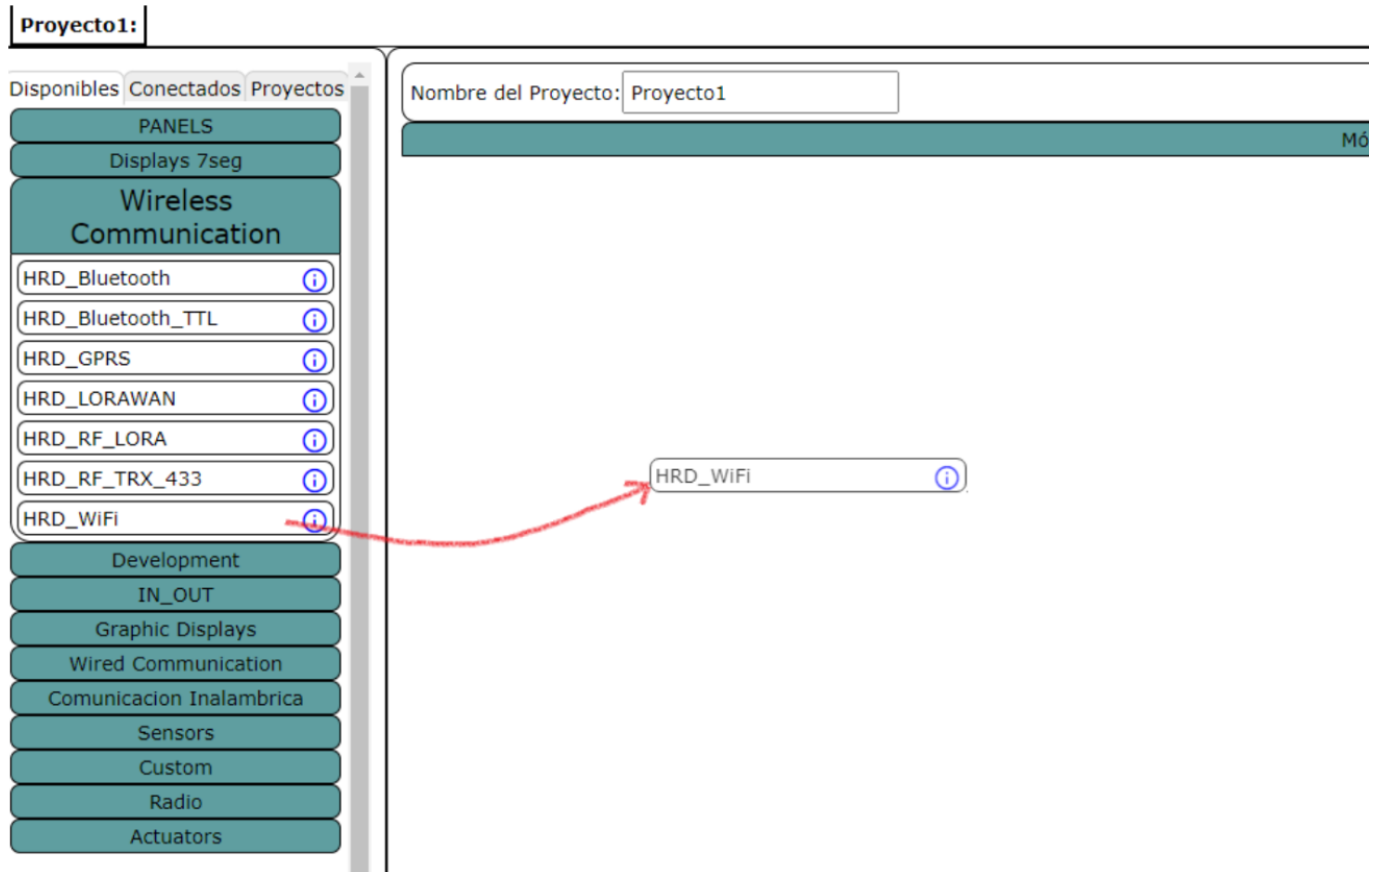 Proyecto1:
Disponibles Conectados Proyectos
PANELS
Displays 7seg
Wireless
Communication
HRD_Bluetooth
HRD_Bluetooth_TTL
HRD_GPRS
HRD_LORAWAN
HRD_RF_LORA
HRD_RF_TRX_433
HRD_WiFi
Development
IN_OUT
Graphic Displays
Wired Communication
Comunicacion Inalambrica
Sensors
Custom
Radio
Actuators
Nombre del Proyecto: Proyecto1
Mó
HRD_WiFi